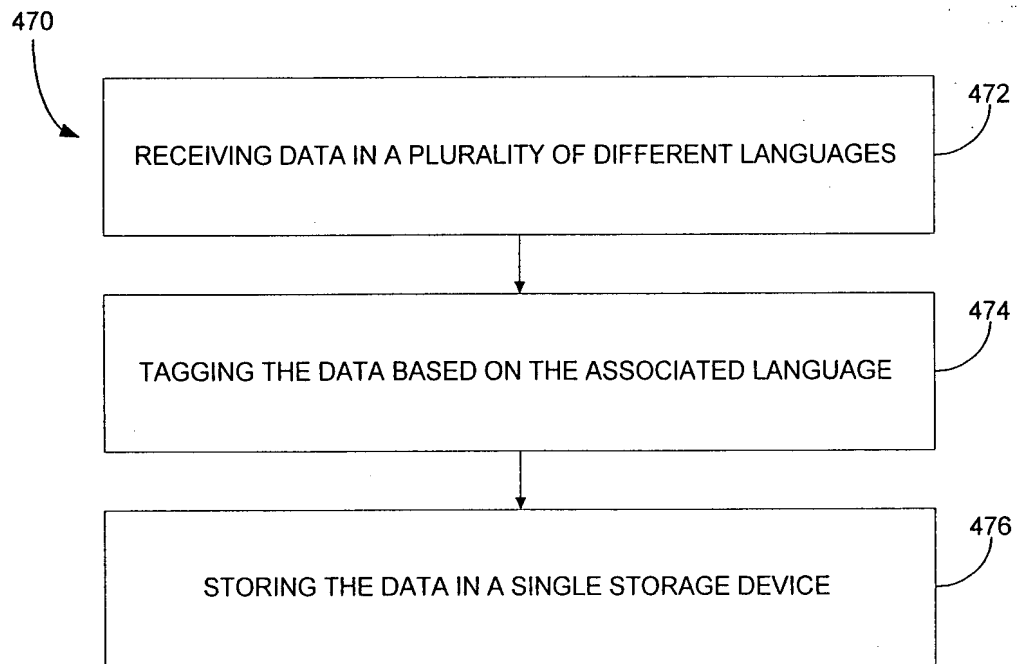 470
472
RECEIVING DATA IN A PLURALITY OF DIFFERENT LANGUAGES
474
TAGGING THE DATA BASED ON THE ASSOCIATED LANGUAGE
476
STORING THE DATA IN A SINGLE STORAGE DEVICE